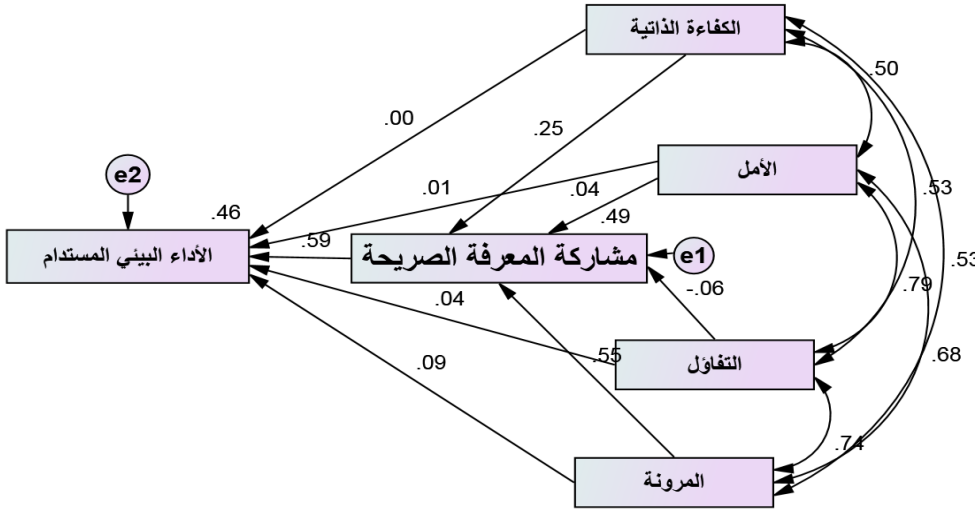 الكفاءة الذاتية
.50
.00
.25
e2
الأمل
.01
.04
.53
.46
.49
.59
الأداء البيئي المستدام
مشاركة المعرفة الصريحة
e1
.53
-.06
.79
.04
.55
.68
.09
التفاؤل
.74
المرونة